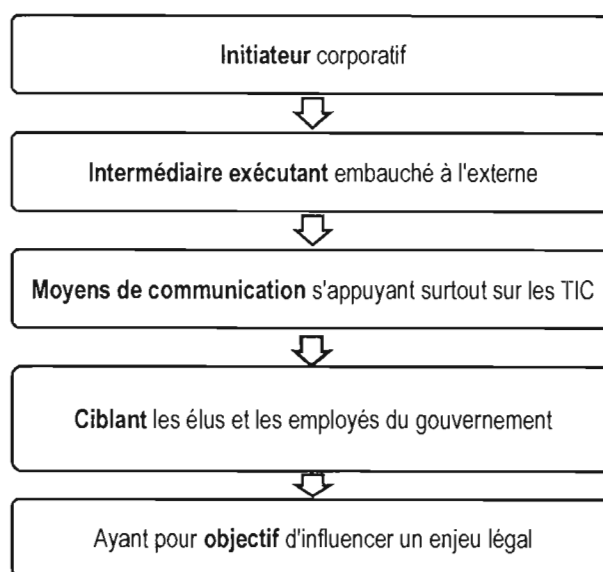 Initiateur corporatif
Intermédiaire exécutant embauché à l'externe
Moyens de communication s'appuyant surtout sur les TIC
Ciblant les élus et les employés du gouvernement
Ayant pour objectif d'influencer un enjeu légal